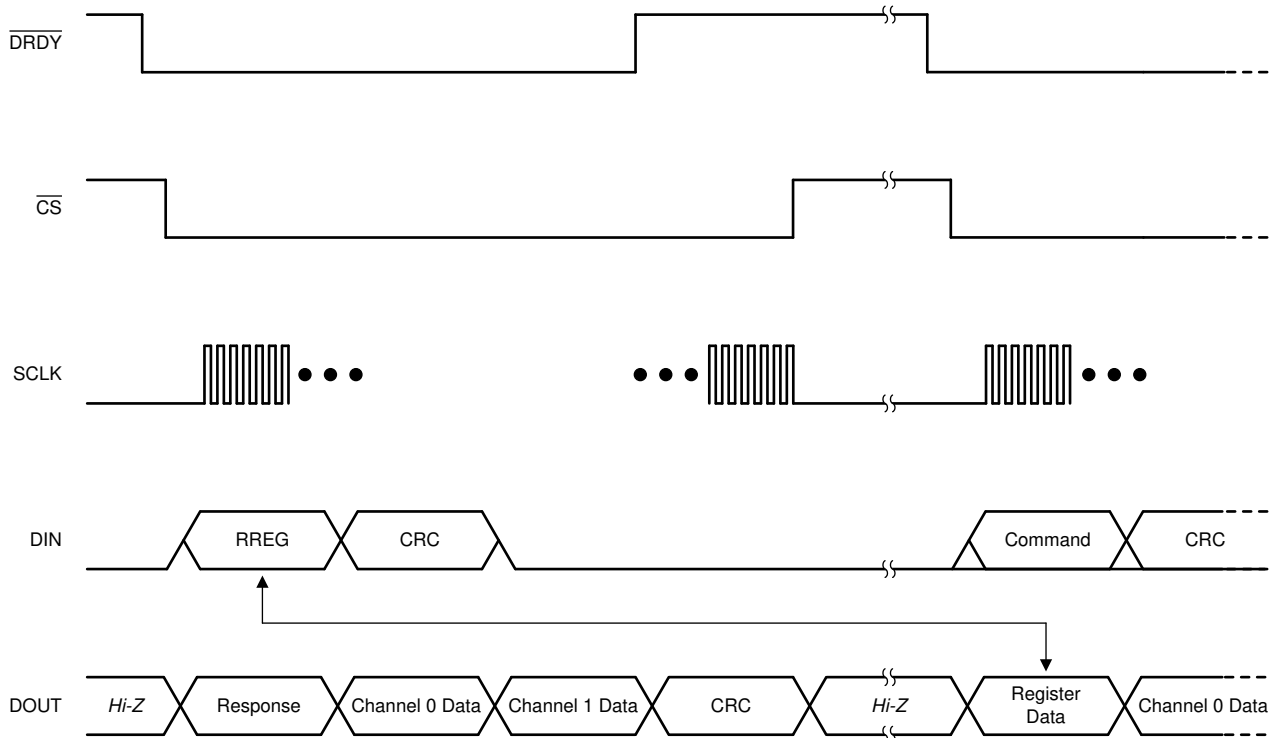 DRDY
CS
SCLK
DIN
RREG
CRC
Command
CRC
DOUT
Hi-Z
Response
Channel 0 Data
Channel 1 Data
CRC
Hi-Z
Register
Data
Channel 0 Data